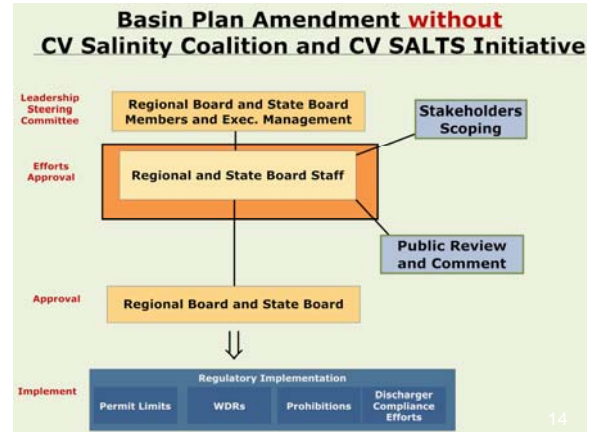 Basin Plan Amendment without
CV Salinity Coalition and CV SALTS Initiative
Leadership
Steering
Committee
Regional Board and State Board
Members and Exec. Management
Stakeholders
Scoping
Efforts
Approval
Regional and State Board Staff
Public Review
and Comment
Approval
Regional Board and State Board
Implement
Regulatory Implementation
Permit Limits
WDRs
Prohibitions
Discharger
Compliance
Efforts
14